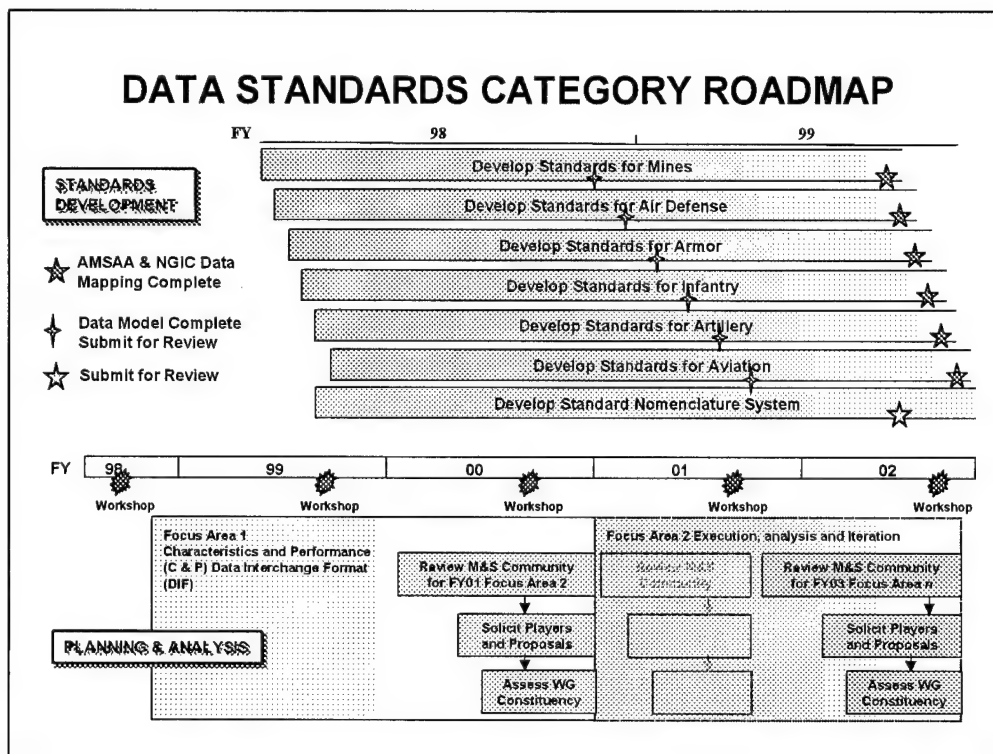 DATA STANDARDS CATEGORY ROADMAP
FY 98 99
STANDARDS
DEVELOPMENT
Develop Standards for Mines
Develop Standards for Air Defense
Develop Standards for Armor
Develop Standards for Infantry
Develop Standards for Artillery
Develop Standards for Aviation
Develop Standard Nomenclature System
AMSAA & NGIC Data
Mapping Complete
Data Model Complete
Submit for Review
Submit for Review
FY 98 99 00 01 02
Workshop Workshop Workshop Workshop Workshop
Focus Area 1
Characteristics and Performance
(C & P) Data Interchange Format
(DIF)
Review M&S Community
for FY01 Focus Area 2
Solicit Players
and Proposals
Assess WG
Constituency
Focus Area 2 Execution, analysis and Iteration
Review M&S
Community
Review M&S Community
for FY03 Focus Area n
Solicit Players
and Proposals
Assess WG
Constituency
PLANNING & ANALYSIS